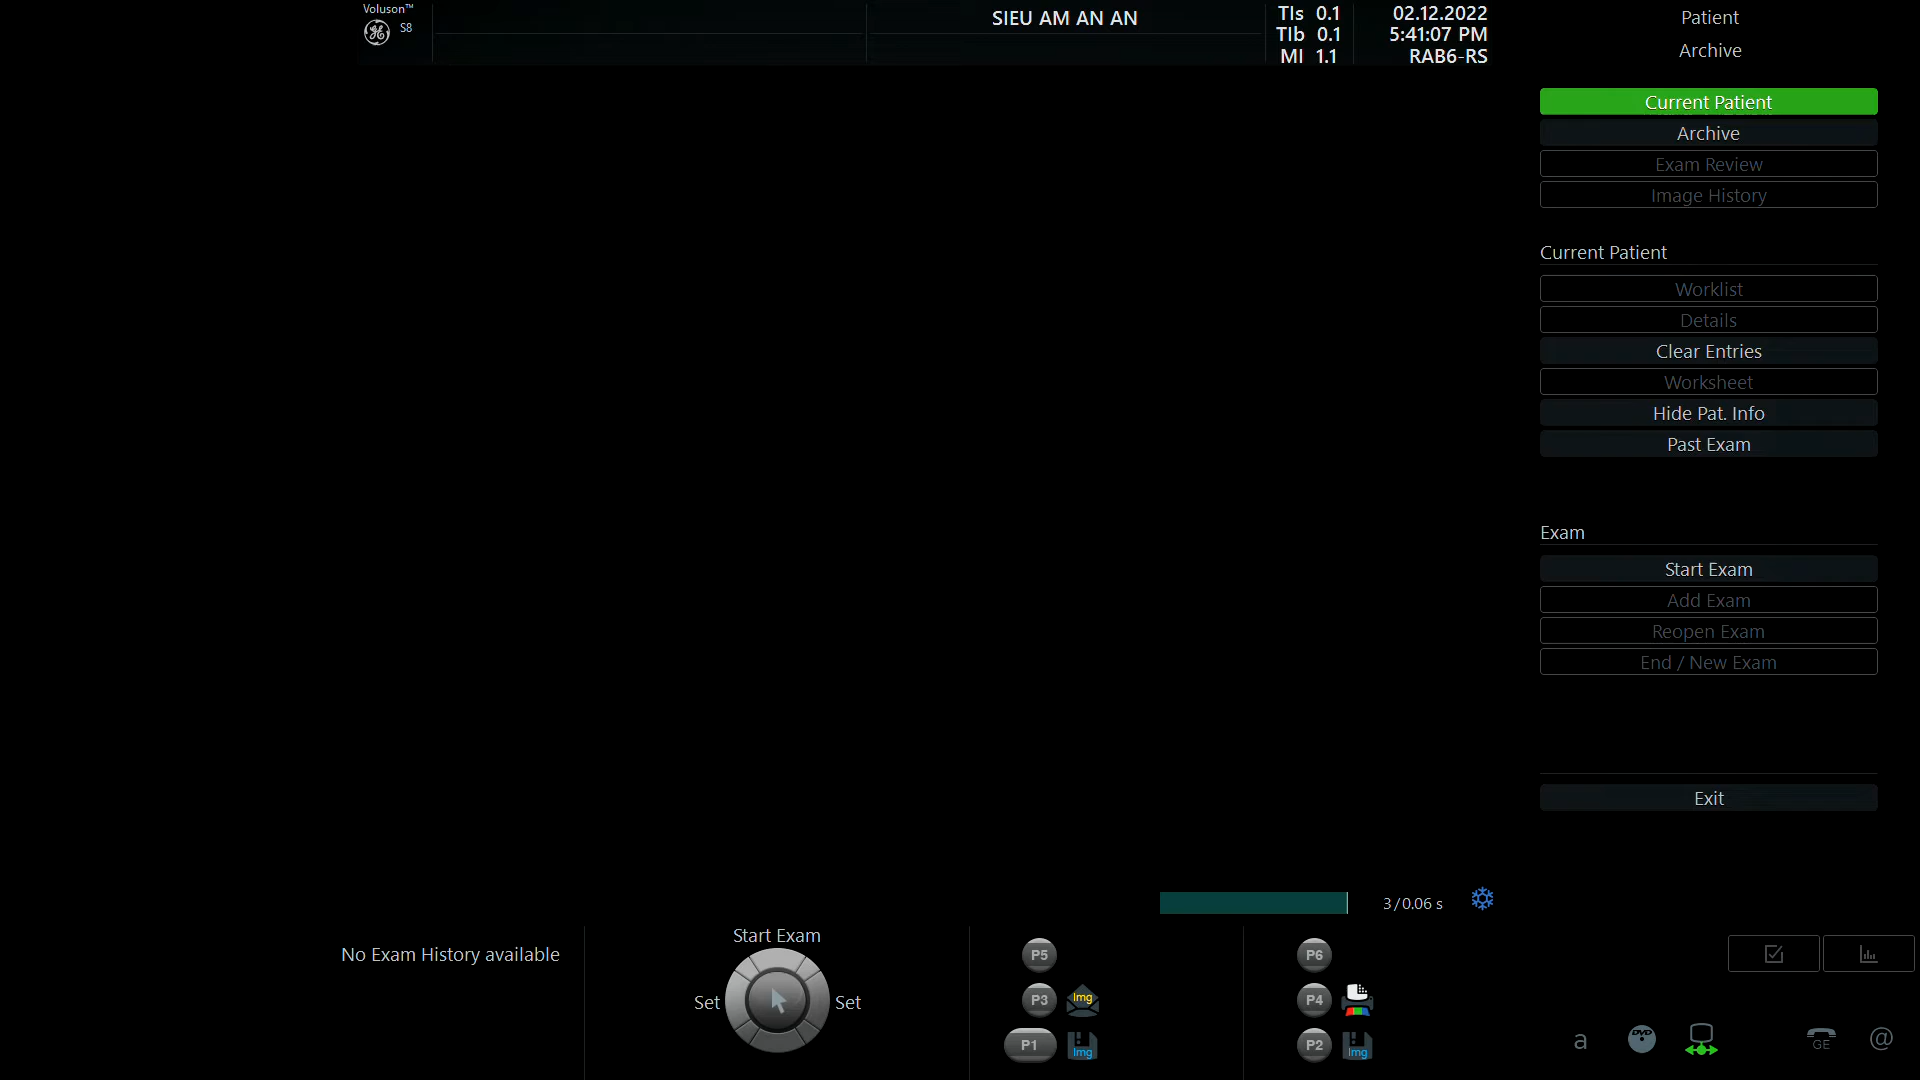 Voluson™
S8
SIEU AM AN AN
TIs 0.1
TIb 0.1
MI 1.1
02.12.2022
5:41:07 PM
RAB6-RS
Patient
Archive
Current Patient
Archive
Exam Review
Image History
Current Patient
Worklist
Details
Clear Entries
Worksheet
Hide Pat. Info
Past Exam
Exam
Start Exam
Add Exam
Reopen Exam
End / New Exam
Exit
3/0.06 s
No Exam History available
Start Exam
Set
Set
P5
P3
Img
P1
Img
P6
P4
P2
Img
a
DVD
GE
@